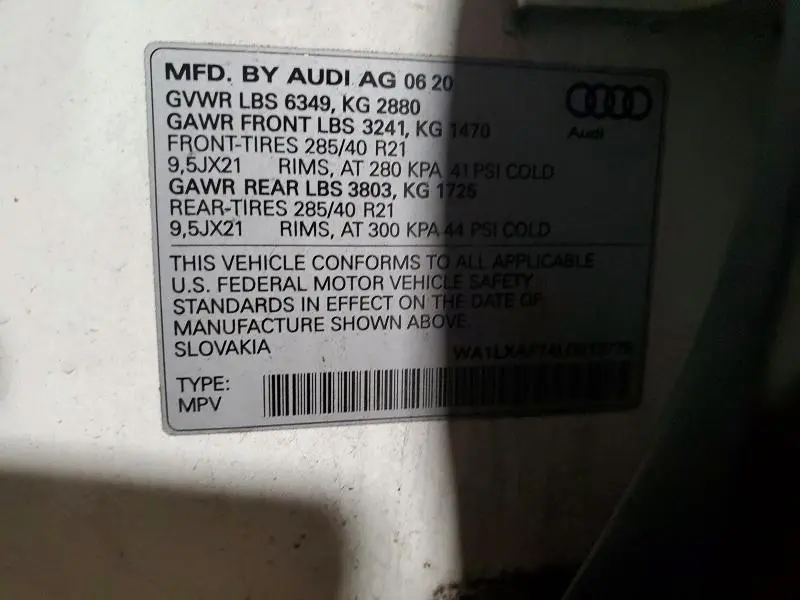 MFD. BY AUDI AG 06 20
GVWR LBS 6349, KG 2880
GAWR FRONT LBS 3241, KG 1470
FRONT-TIRES 285/40 R21
9,5JX21 RIMS, AT 280 KPA 41 PSI COLD
GAWR REAR LBS 3803, KG 1725
REAR-TIRES 285/40 R21
9,5JX21 RIMS, AT 300 KPA 44 PSI COLD
Audi
THIS VEHICLE CONFORMS TO ALL APPLICABLE
U.S. FEDERAL MOTOR VEHICLE SAFETY
STANDARDS IN EFFECT ON THE DATE OF
MANUFACTURE SHOWN ABOVE.
SLOVAKIA
TYPE:
MPV